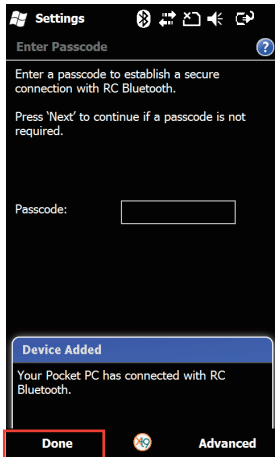 Settings
Enter Passcode
Enter a passcode to establish a secure
connection with RC Bluetooth.
Press ‘Next’ to continue if a passcode is not
required.
Passcode:
Device Added
Your Pocket PC has connected with RC
Bluetooth.
Done
Advanced